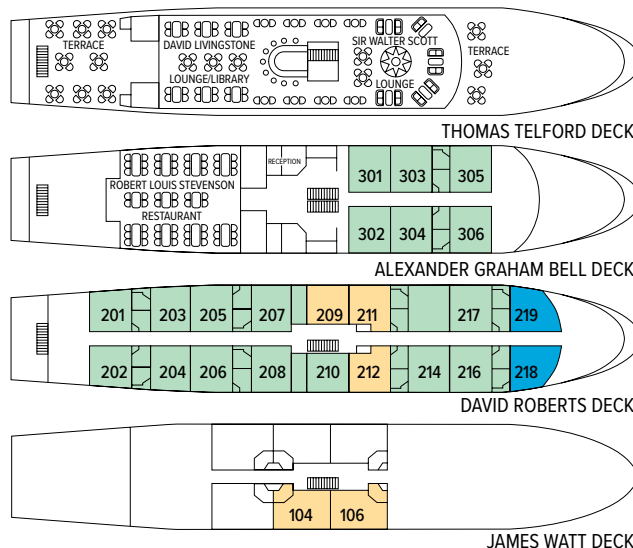 TERRACE
DAVID LIVINGSTONE
LOUNGE/LIBRARY
SIR WALTER SCOTT
LOUNGE
TERRACE
THOMAS TELFORD DECK
ROBERT LOUIS STEVENSON
RESTAURANT
RECEPTION
301 303 305
302 304 306
ALEXANDER GRAHAM BELL DECK
201 203 205 207 209 211 217 219
202 204 206 208 210 212 214 216 218
DAVID ROBERTS DECK
104 106
JAMES WATT DECK